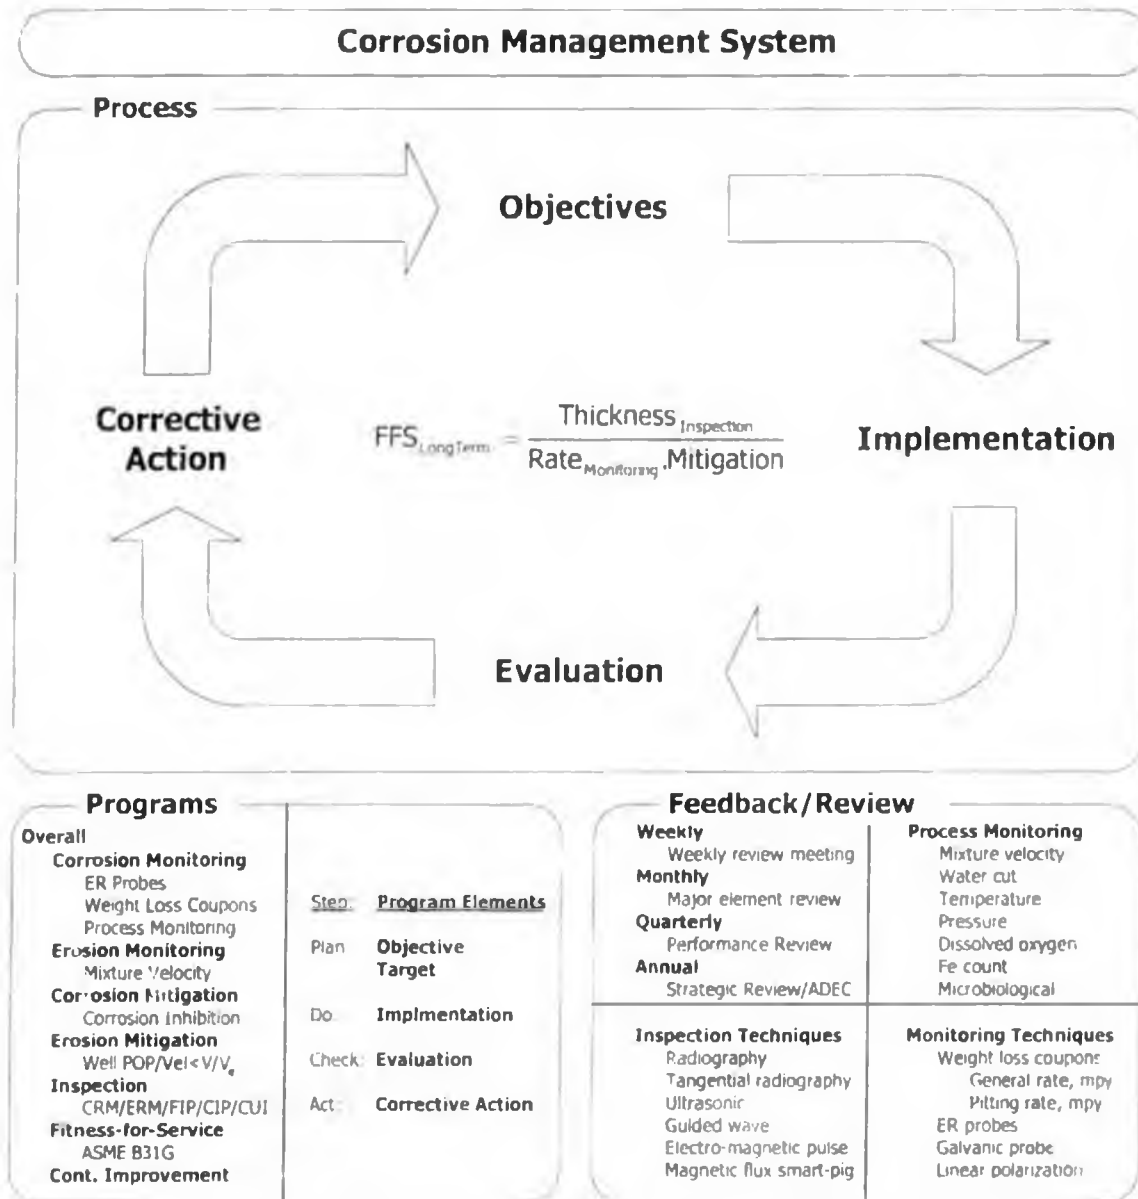 Corrosion Management System
Process
Objectives
Corrective
Action
FFS LongTerm = Thickness Inspection
Rate Monitoring.Mitigation
Implementation
Evaluation
Programs
Overall
Corrosion Monitoring
ER Probes
Weight Loss Coupons
Process Monitoring
Erosion Monitoring
Mixture Velocity
Corrosion Mitigation
Corrosion Inhibition
Erosion Mitigation
Well POP/Vel<V/Ve
Inspection
CRM/ERM/FIP/CIP/CUI
Fitness-for-Service
ASME B31G
Cont. Improvement
Step: Program Elements
Plan Objective
Target
Do Implmentation
Check: Evaluation
Act: Corrective Action
Feedback/Review
Weekly
Weekly review meeting
Monthly
Major element review
Quarterly
Performance Review
Annual
Strategic Review/ADEC
Process Monitoring
Mixture velocity
Water cut
Temperature
Pressure
Dissolved oxygen
Fe count
Microbiological
Inspection Techniques
Radiography
Tangential radiography
Ultrasonic
Guided wave
Electro-magnetic pulse
Magnetic flux smart-pig
Monitoring Techniques
Weight loss coupons
General rate, mpy
Pitting rate, mpy
ER probes
Galvanic probe
Linear polarization